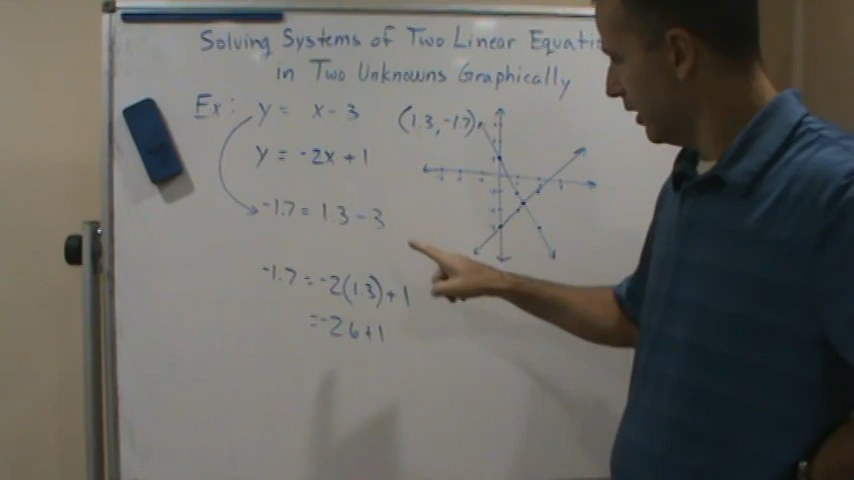 Solving Systems of Two Linear Equatio
in Two Unknowns Graphically
Ex: y = x - 3
(1.3, -1.7)
y = -2x + 1
-1.7 = 1.3 - 3
-1.7 = -2(1.3) + 1
= -2.6 + 1